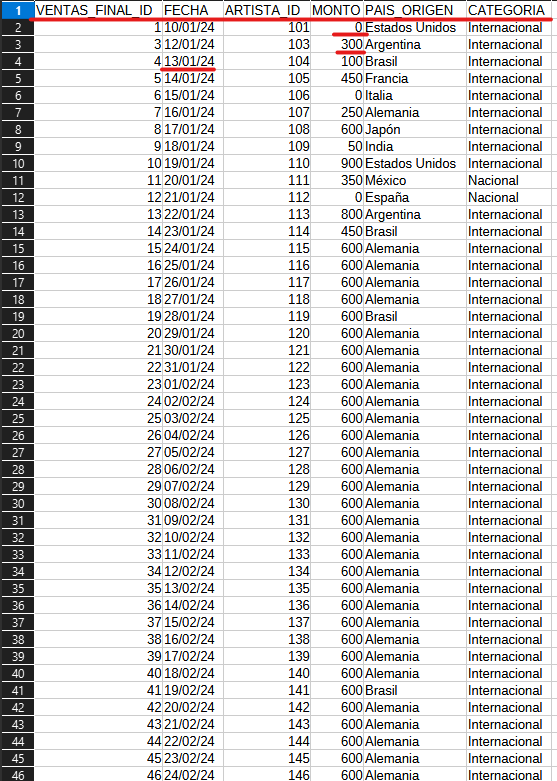 1 VENTAS_FINAL_ID FECHA ARTISTA_ID MONTO PAIS_ORIGEN CATEGORIA
2 1 10/01/24 101 0 Estados Unidos Internacional
3 3 12/01/24 103 300 Argentina Internacional
4 4 13/01/24 104 100 Brasil Internacional
5 5 14/01/24 105 450 Francia Internacional
6 6 15/01/24 106 0 Italia Internacional
7 7 16/01/24 107 250 Alemania Internacional
8 8 17/01/24 108 600 Japón Internacional
9 9 18/01/24 109 50 India Internacional
10 10 19/01/24 110 900 Estados Unidos Internacional
11 11 20/01/24 111 350 México Nacional
12 12 21/01/24 112 0 España Nacional
13 13 22/01/24 113 800 Argentina Internacional
14 14 23/01/24 114 450 Brasil Internacional
15 15 24/01/24 115 600 Alemania Internacional
16 16 25/01/24 116 600 Alemania Internacional
17 17 26/01/24 117 600 Alemania Internacional
18 18 27/01/24 118 600 Alemania Internacional
19 19 28/01/24 119 600 Brasil Internacional
20 20 29/01/24 120 600 Alemania Internacional
21 21 30/01/24 121 600 Alemania Internacional
22 22 31/01/24 122 600 Alemania Internacional
23 23 01/02/24 123 600 Alemania Internacional
24 24 02/02/24 124 600 Alemania Internacional
25 25 03/02/24 125 600 Alemania Internacional
26 26 04/02/24 126 600 Alemania Internacional
27 27 05/02/24 127 600 Alemania Internacional
28 28 06/02/24 128 600 Alemania Internacional
29 29 07/02/24 129 600 Alemania Internacional
30 30 08/02/24 130 600 Alemania Internacional
31 31 09/02/24 131 600 Alemania Internacional
32 32 10/02/24 132 600 Alemania Internacional
33 33 11/02/24 133 600 Alemania Internacional
34 34 12/02/24 134 600 Alemania Internacional
35 35 13/02/24 135 600 Alemania Internacional
36 36 14/02/24 136 600 Alemania Internacional
37 37 15/02/24 137 600 Alemania Internacional
38 38 16/02/24 138 600 Alemania Internacional
39 39 17/02/24 139 600 Alemania Internacional
40 40 18/02/24 140 600 Alemania Internacional
41 41 19/02/24 141 600 Brasil Internacional
42 42 20/02/24 142 600 Alemania Internacional
43 43 21/02/24 143 600 Alemania Internacional
44 44 22/02/24 144 600 Alemania Internacional
45 45 23/02/24 145 600 Alemania Internacional
46 46 24/02/24 146 600 Alemania Internacional